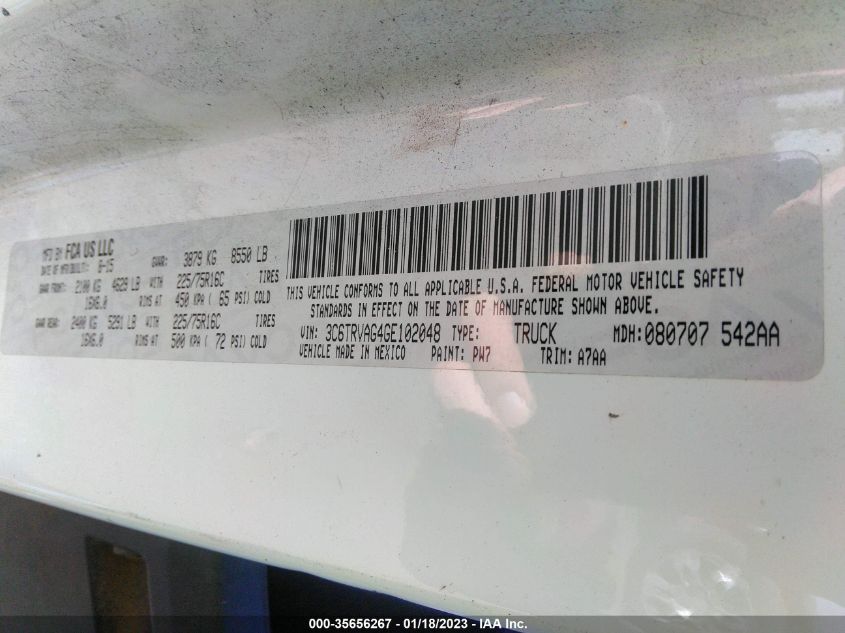 MFD BY FCA US LLC
DATE OF MFR(BUILT): 8-15 GVWR: 3879 KG 8550 LB
GAWR FRONT: 2100 KG 4629 LB WITH 225/75R16C TIRES
16X6.0 RIMS AT 450 KPA ( 65 PSI) COLD
GAWR REAR: 2400 KG 5291 LB WITH 225/75R16C TIRES
16X6.0 RIMS AT 500 KPA ( 72 PSI) COLD
THIS VEHICLE CONFORMS TO ALL APPLICABLE U.S.A. FEDERAL MOTOR VEHICLE SAFETY
STANDARDS IN EFFECT ON THE DATE OF MANUFACTURE SHOWN ABOVE.
VIN: 3C6TRVAG4GE102048 TYPE: TRUCK MDH: 080707 542AA
VEHICLE MADE IN MEXICO PAINT: PW7 TRIM: A7AA
000-35656267 - 01/18/2023 - IAA Inc.